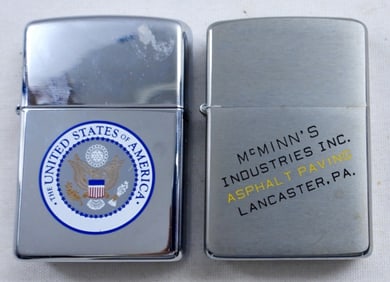 THE UNITED STATES OF AMERICA
McMINN'S
INDUSTRIES INC.
ASPHALT PAVING
LANCASTER, PA.